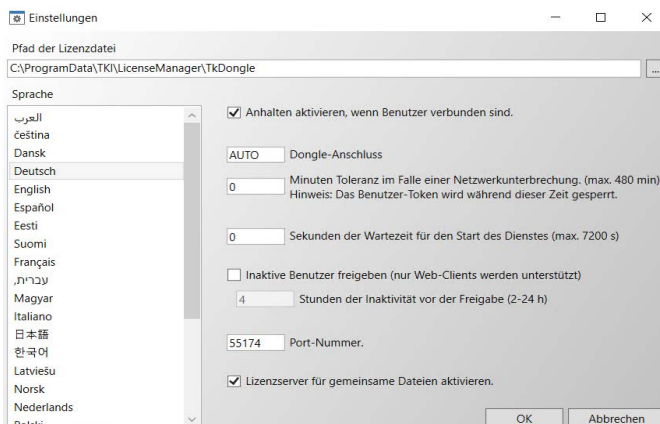 Einstellungen
Pfad der Lizenzdatei
C:\ProgramData\TKI\LicenseManager\TkDongle
...
Sprache
العرب
čeština
Dansk
Deutsch
English
Español
Eesti
Suomi
Français
עברית,
Magyar
Italiano
日本語
한국어
Latviešu
Norsk
Nederlands
Polski
Anhalten aktivieren, wenn Benutzer verbunden sind.
AUTO Dongle-Anschluss
0 Minuten Toleranz im Falle einer Netzwerkunterbrechung. (max. 480 min)
Hinweis: Das Benutzer-Token wird während dieser Zeit gesperrt.
0 Sekunden der Wartezeit für den Start des Dienstes (max. 7200 s)
Inaktive Benutzer freigeben (nur Web-Clients werden unterstützt)
4 Stunden der Inaktivität vor der Freigabe (2-24 h)
55174 Port-Nummer.
Lizenzserver für gemeinsame Dateien aktivieren.
OK Abbrechen